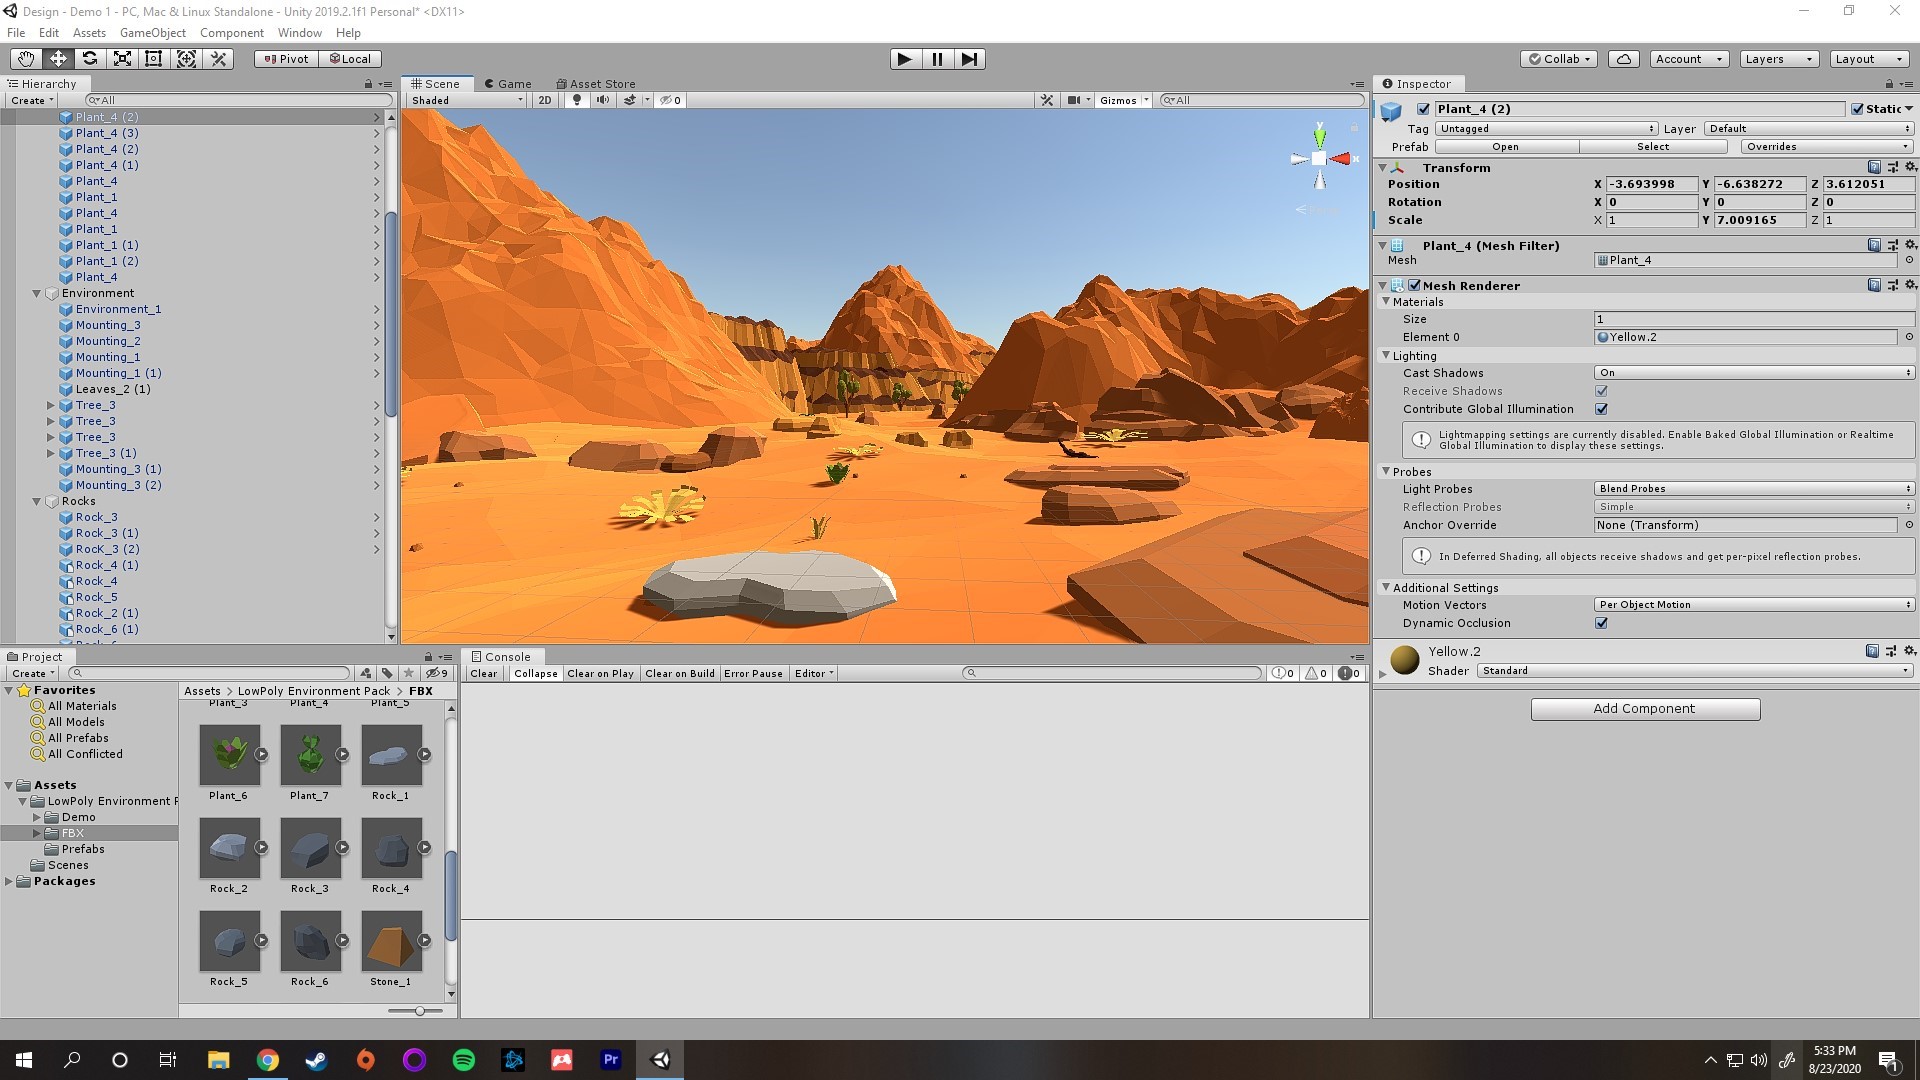 Design - Demo 1 - PC, Mac & Linux Standalone - Unity 2019.2.1f1 Personal* <DX11>
File Edit Assets GameObject Component Window Help
Pivot Local Collab Account Layers Layout
Hierarchy
Create All
Plant_4 (2)
Plant_4 (3)
Plant_4 (2)
Plant_4 (1)
Plant_4
Plant_1
Plant_4
Plant_1
Plant_1 (1)
Plant_1 (2)
Plant_4
Environment
Environment_1
Mounting_3
Mounting_2
Mounting_1
Mounting_1 (1)
Leaves_2 (1)
Tree_3
Tree_3
Tree_3
Tree_3 (1)
Mounting_3 (1)
Mounting_3 (2)
Rocks
Rock_3
Rock_3 (1)
RocK_3 (2)
Rock_4 (1)
Rock_4
Rock_5
Rock_2 (1)
Rock_6 (1)
Scene Game Asset Store
Shaded 2D 0 Gizmos All
y
x
Inspector
Plant_4 (2) Static
Tag Untagged Layer Default
Prefab Open Select Overrides
Transform
Position X -3.693998 Y -6.638272 Z 3.612051
Rotation X 0 Y 0 Z 0
Scale X 1 Y 7.009165 Z 1
Plant_4 (Mesh Filter)
Mesh Plant_4
Mesh Renderer
Materials
Size 1
Element 0 Yellow.2
Lighting
Cast Shadows On
Receive Shadows
Contribute Global Illumination
Lightmapping settings are currently disabled. Enable Baked Global Illumination or Realtime
Global Illumination to display these settings.
Probes
Light Probes Blend Probes
Reflection Probes Simple
Anchor Override None (Transform)
In Deferred Shading, all objects receive shadows and get per-pixel reflection probes.
Additional Settings
Motion Vectors Per Object Motion
Dynamic Occlusion
Yellow.2
Shader Standard
Add Component
Project
Create 9
Favorites
All Materials
All Models
All Prefabs
All Conflicted
Assets
LowPoly Environment P
Demo
FBX
Prefabs
Scenes
Packages
Assets > LowPoly Environment Pack > FBX
Plant_3 Plant_4 Plant_5
Plant_6 Plant_7 Rock_1
Rock_2 Rock_3 Rock_4
Rock_5 Rock_6 Stone_1
Console
Clear Collapse Clear on Play Clear on Build Error Pause Editor 0 0 0
Pr
5:33 PM
8/23/2020
1